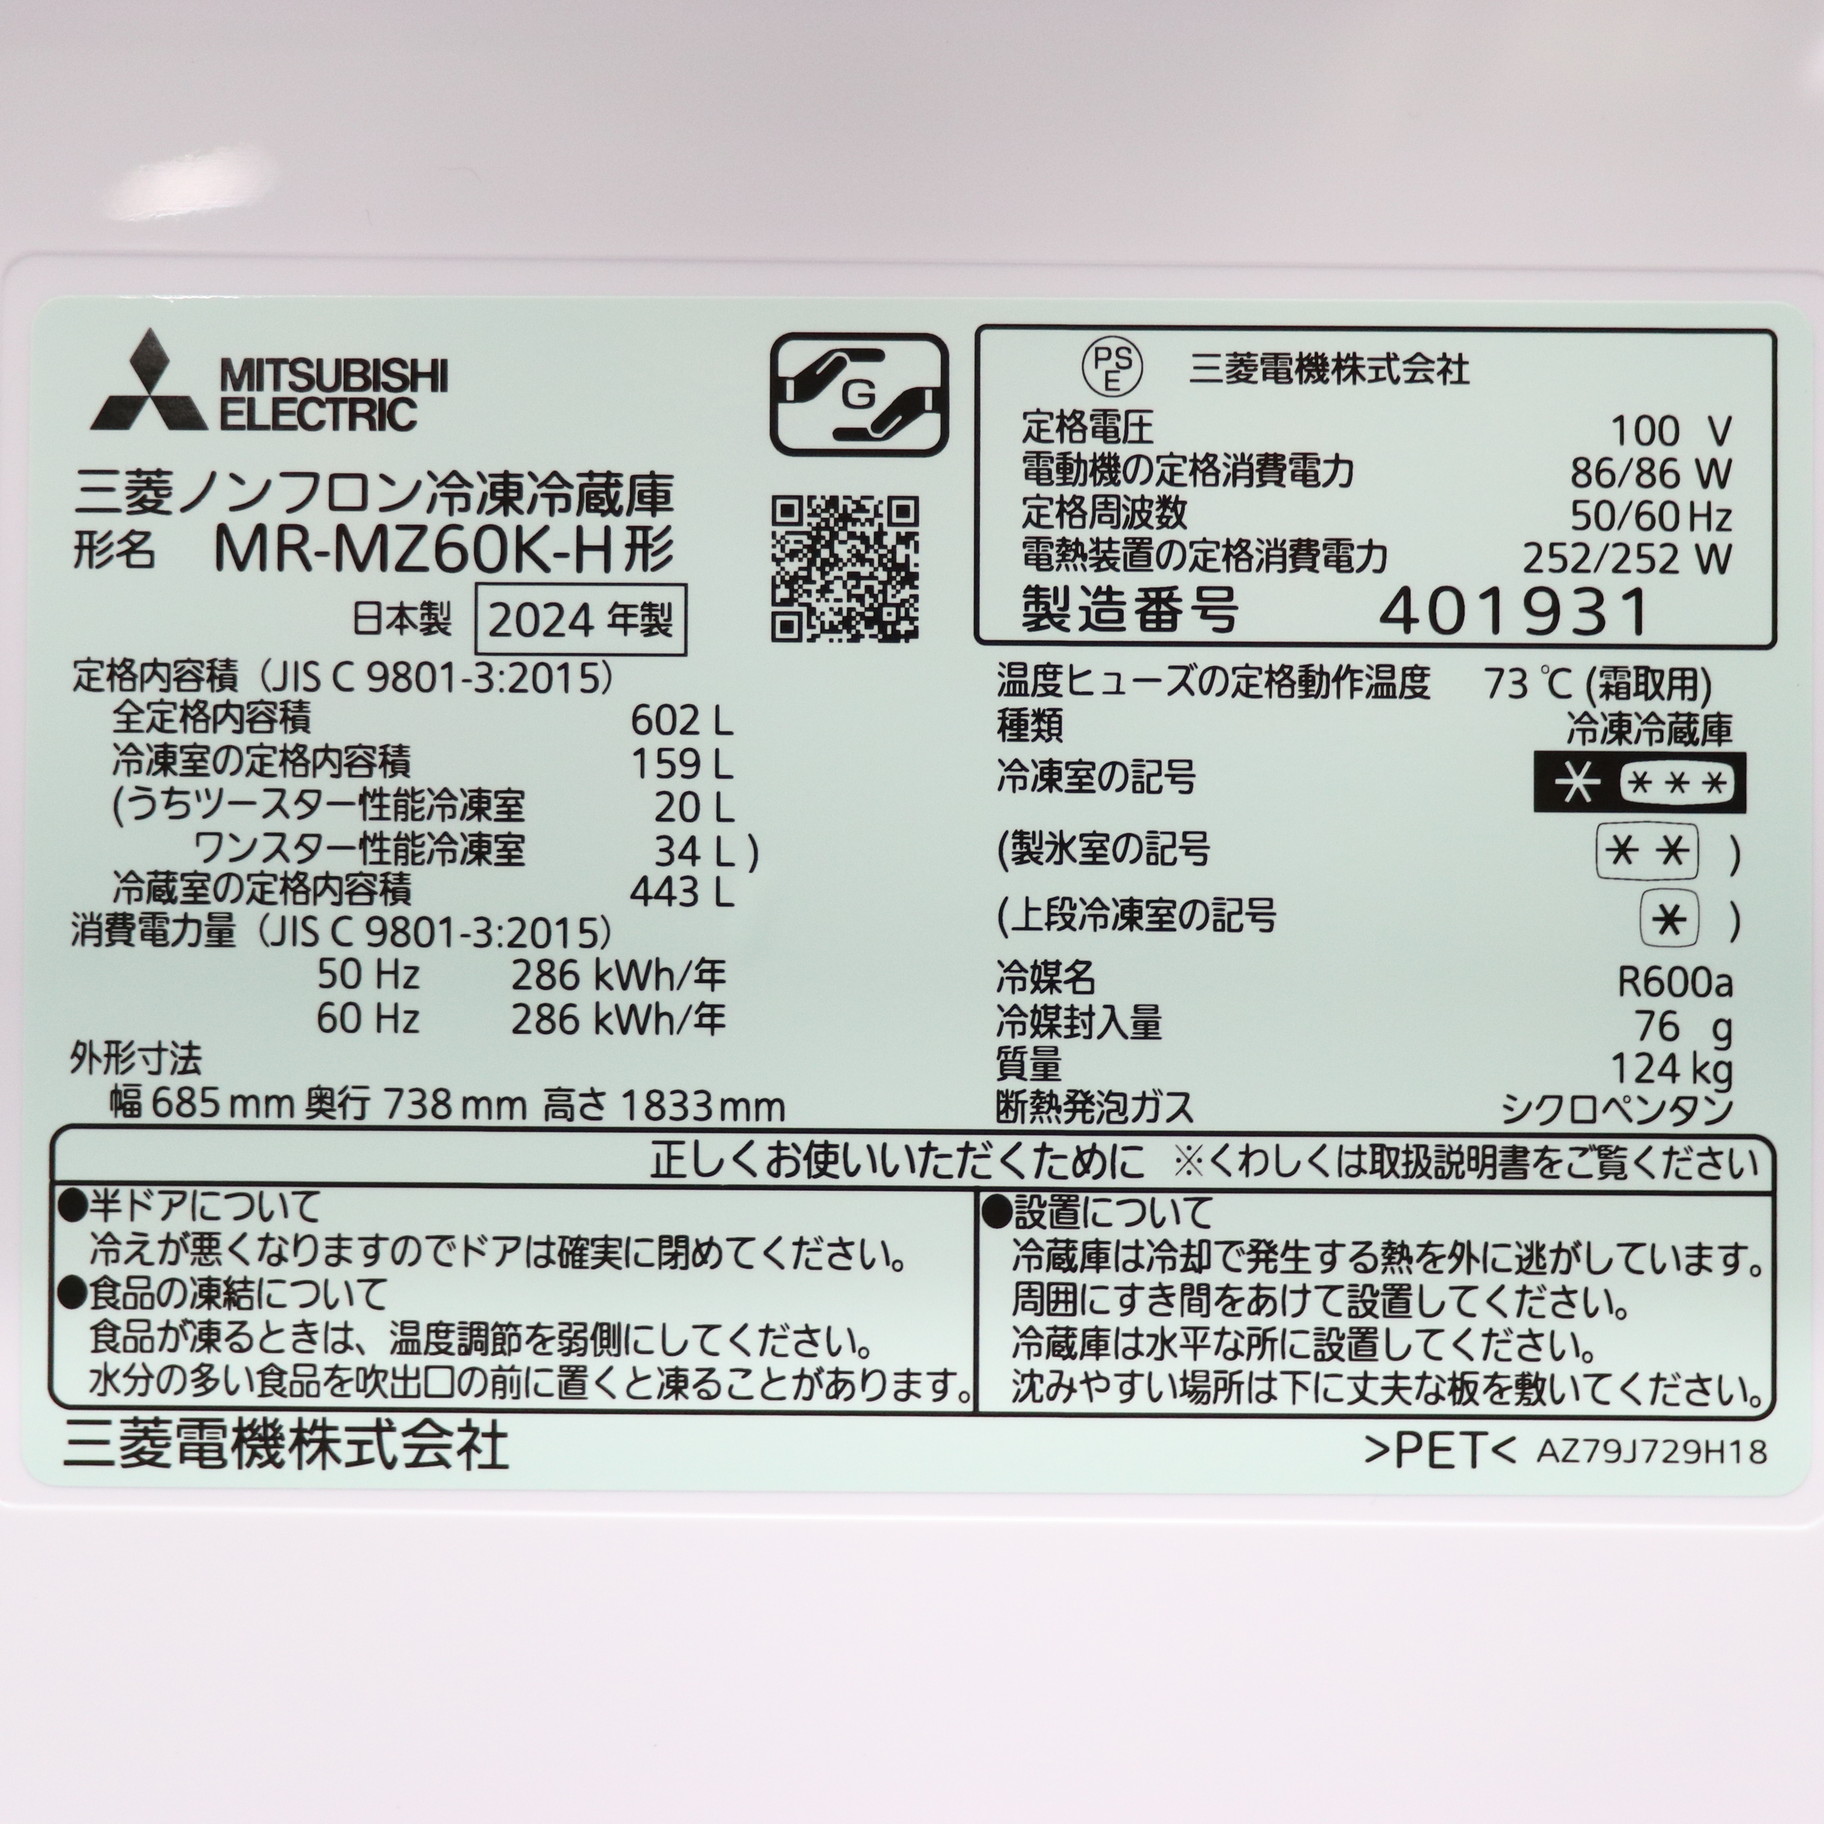 MITSUBISHI
ELECTRIC
G
三菱ノンフロン冷凍冷蔵庫
形名 MR-MZ60K-H形
日本製 2024 年製
定格内容積（JIS C 9801-3:2015）
全定格内容積 602 L
冷凍室の定格内容積 159 L
(うちツースター性能冷凍室 20 L
ワンスター性能冷凍室 34 L )
冷蔵室の定格内容積 443 L
消費電力量（JIS C 9801-3:2015）
50 Hz 286 kWh/年
60 Hz 286 kWh/年
外形寸法
幅 685 mm 奥行 738 mm 高さ 1833 mm
PS
E 三菱電機株式会社
定格電圧 100 V
電動機の定格消費電力 86/86 W
定格周波数 50/60 Hz
電熱装置の定格消費電力 252/252 W
製造番号 401931
温度ヒューズの定格動作温度 73 ℃ (霜取用)
種類 冷凍冷蔵庫
冷凍室の記号 * ***
(製氷室の記号 ** )
(上段冷凍室の記号 * )
冷媒名 R600a
冷媒封入量 76 g
質量 124 kg
断熱発泡ガス シクロペンタン
正しくお使いいただくために ※くわしくは取扱説明書をご覧ください
●半ドアについて
冷えが悪くなりますのでドアは確実に閉めてください。
●食品の凍結について
食品が凍るときは、温度調節を弱側にしてください。
水分の多い食品を吹出口の前に置くと凍ることがあります。
●設置について
冷蔵庫は冷却で発生する熱を外に逃がしています。
周囲にすき間をあけて設置してください。
冷蔵庫は水平な所に設置してください。
沈みやすい場所は下に丈夫な板を敷いてください。
三菱電機株式会社
>PET< AZ79J729H18